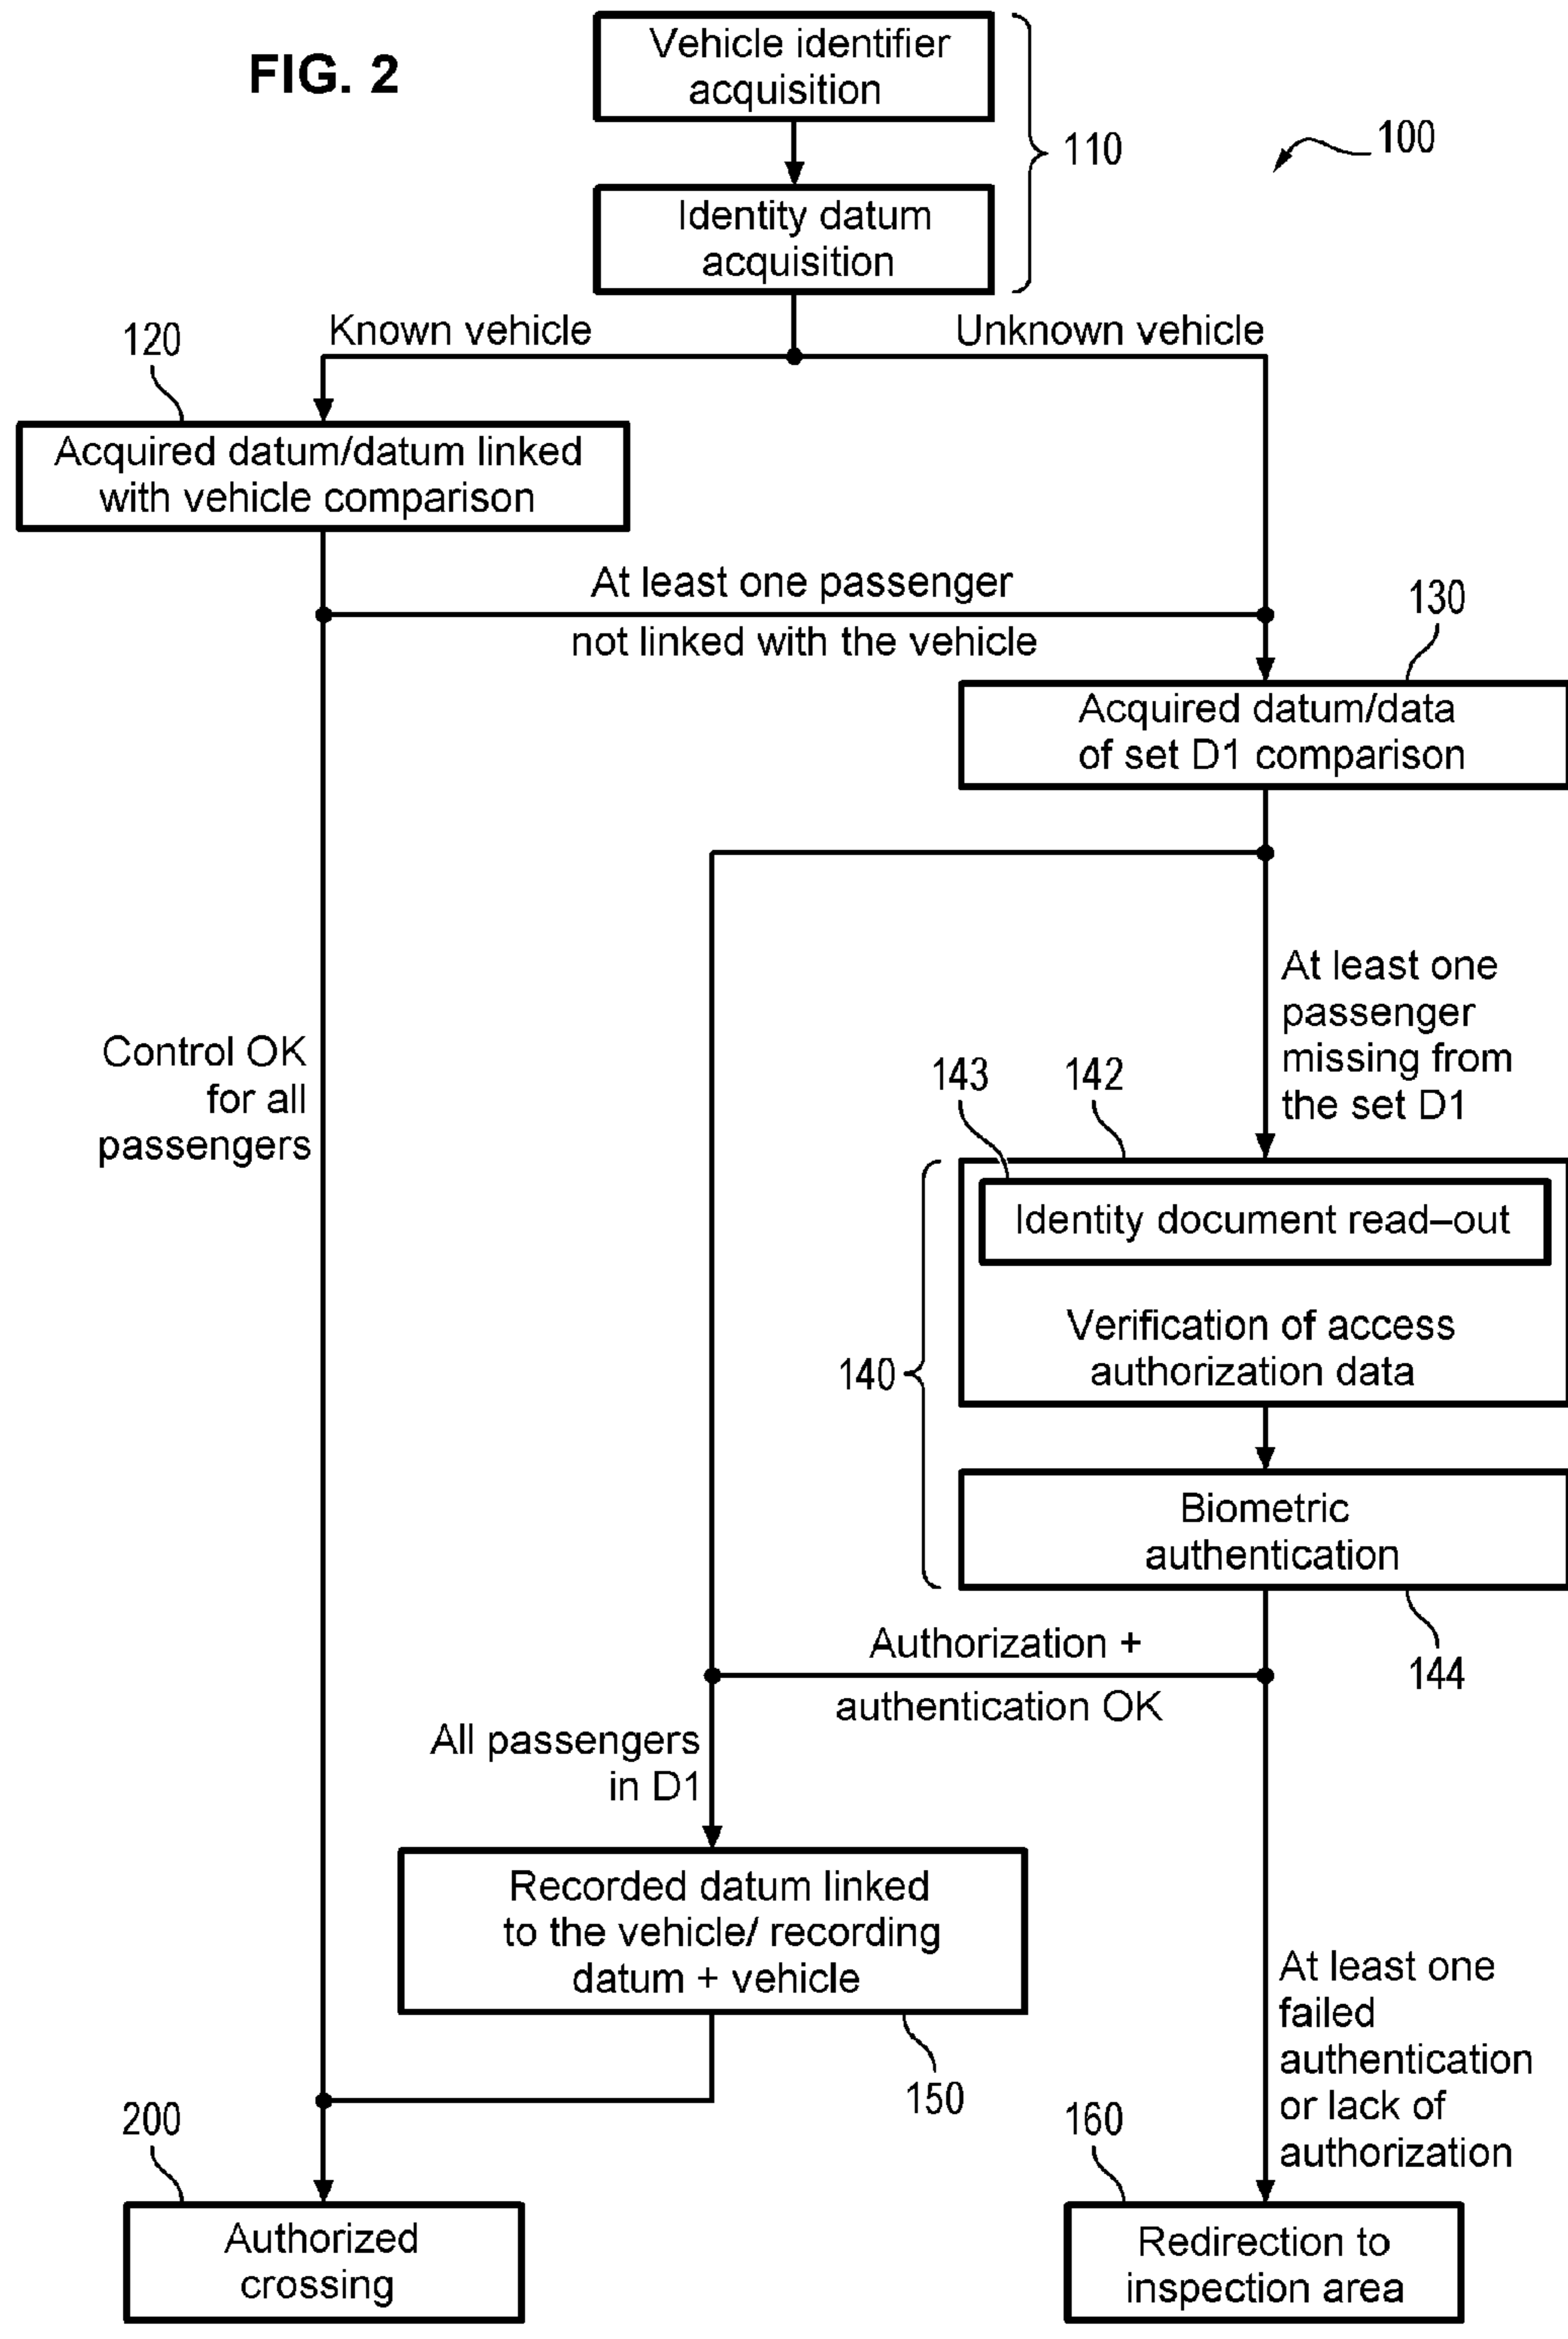 FIG. 2
Vehicle identifier
acquisition
110
100
Identity datum
acquisition
Known vehicle
Unknown vehicle
120
Acquired datum/datum linked
with vehicle comparison
At least one passenger
not linked with the vehicle
130
Acquired datum/data
of set D1 comparison
At least one
passenger
missing from
the set D1
Control OK
for all
passengers
143
142
Identity document read–out
Verification of access
authorization data
140
Biometric
authentication
144
Authorization +
authentication OK
All passengers
in D1
Recorded datum linked
to the vehicle/ recording
datum + vehicle
150
At least one
failed
authentication
or lack of
authorization
200
160
Authorized
crossing
Redirection to
inspection area